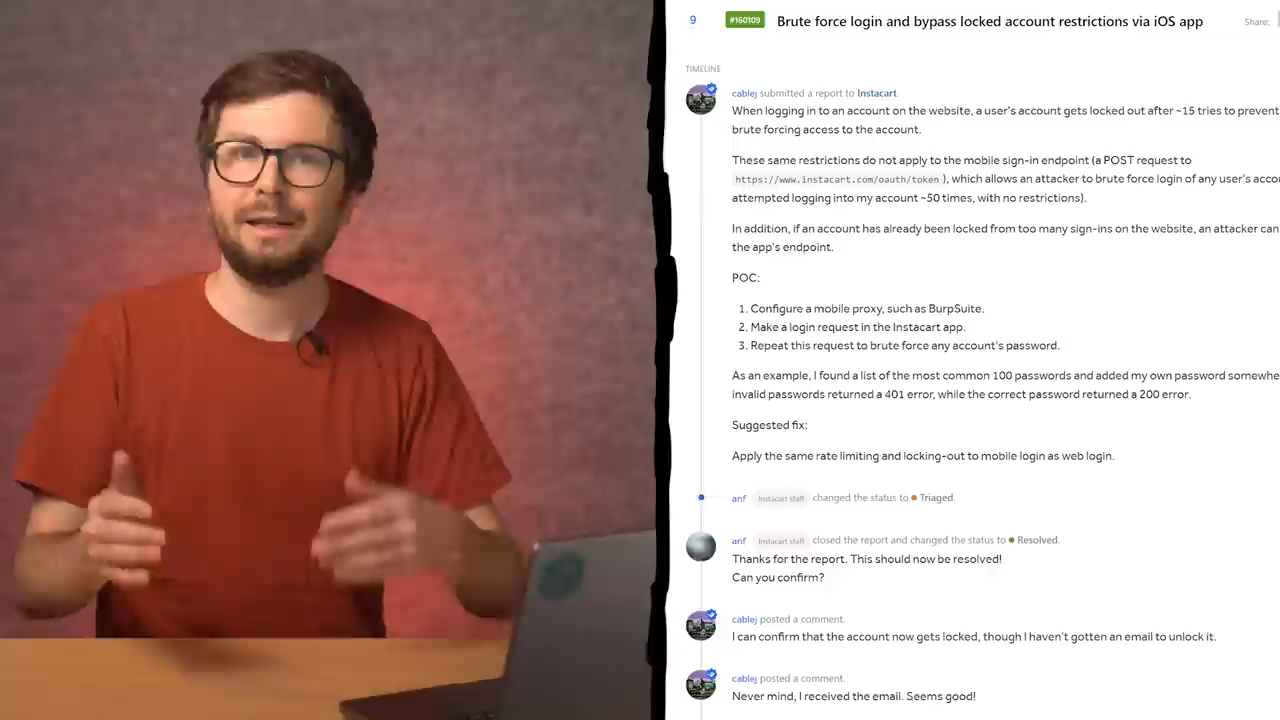 9 #160109 Brute force login and bypass locked account restrictions via iOS app Share:
TIMELINE
cablej submitted a report to Instacart.
When logging in to an account on the website, a user's account gets locked out after ~15 tries to prevent
brute forcing access to the account.
These same restrictions do not apply to the mobile sign-in endpoint (a POST request to
https://www.instacart.com/oauth/token ), which allows an attacker to brute force login of any user's
attempted logging into my account ~50 times, with no restrictions).
In addition, if an account has already been locked from too many sign-ins on the website, an attacker can
the app's endpoint.
POC:
1. Configure a mobile proxy, such as BurpSuite.
2. Make a login request in the Instacart app.
3. Repeat this request to brute force any account's password.
As an example, I found a list of the most common 100 passwords and added my own password
invalid passwords returned a 401 error, while the correct password returned a 200 error.
Suggested fix:
Apply the same rate limiting and locking-out to mobile login as web login.
anf Instacart staff changed the status to Triaged.
anf Instacart staff closed the report and changed the status to Resolved.
Thanks for the report. This should now be resolved!
Can you confirm?
cablej posted a comment.
I can confirm that the account now gets locked, though I haven't gotten an email to unlock it.
cablej posted a comment.
Never mind, I received the email. Seems good!